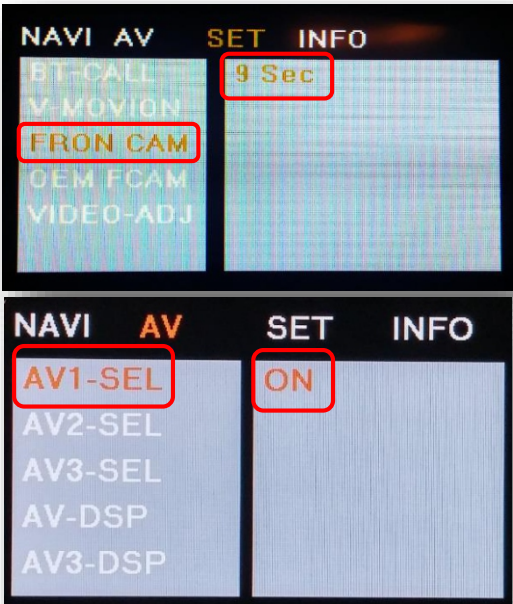 NAVI AV SET INFO
BT-CALL 9 Sec
V-MOVION
FRON CAM
OEM FCAM
VIDEO-ADJ
NAVI AV SET INFO
AV1-SEL ON
AV2-SEL
AV3-SEL
AV-DSP
AV3-DSP